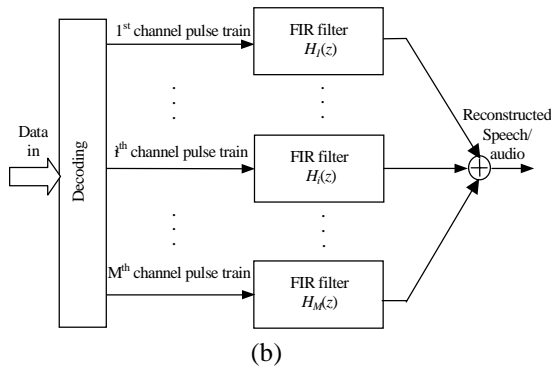 1st channel pulse train
FIR filter
H1(z)
Data
in
Decoding
ith channel pulse train
FIR filter
Hi(z)
Reconstructed
Speech/
audio
Mth channel pulse train
FIR filter
HM(z)
(b)